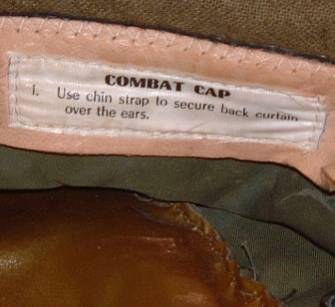 COMBAT CAP
1. Use chin strap to secure back curtain
over the ears.